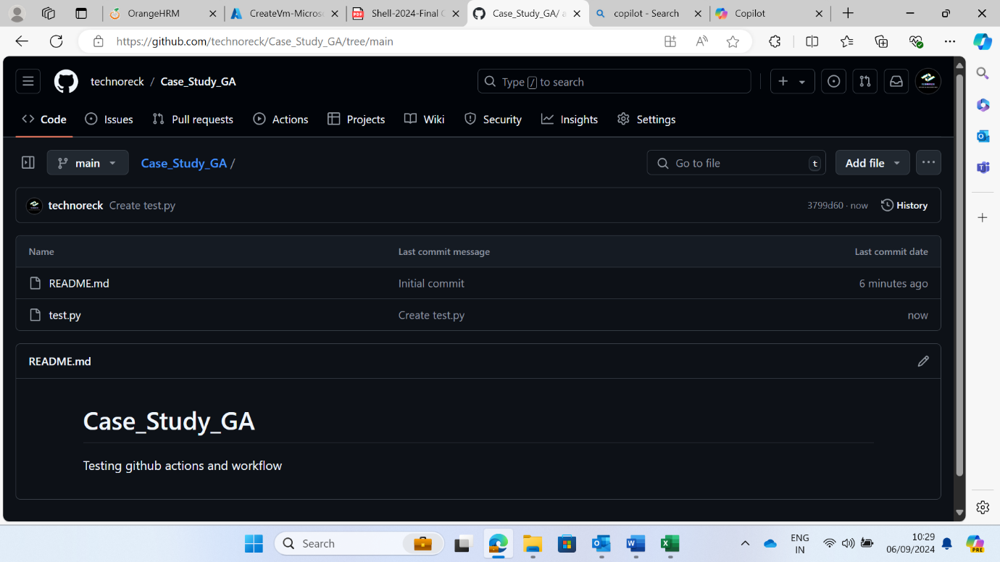 OrangeHRM
CreateVm-Micros
Shell-2024-Final
Case_Study_GA/
copilot - Search
Copilot
https://github.com/technoreck/Case_Study_GA/tree/main
technoreck / Case_Study_GA
Type / to search
Code
Issues
Pull requests
Actions
Projects
Wiki
Security
Insights
Settings
main
Case_Study_GA /
Go to file
t
Add file
technoreck Create test.py
3799d60 · now
History
Name Last commit message Last commit date
README.md Initial commit 6 minutes ago
test.py Create test.py now
README.md
Case_Study_GA
Testing github actions and workflow
Search
ENG
IN
10:29
06/09/2024
PRE